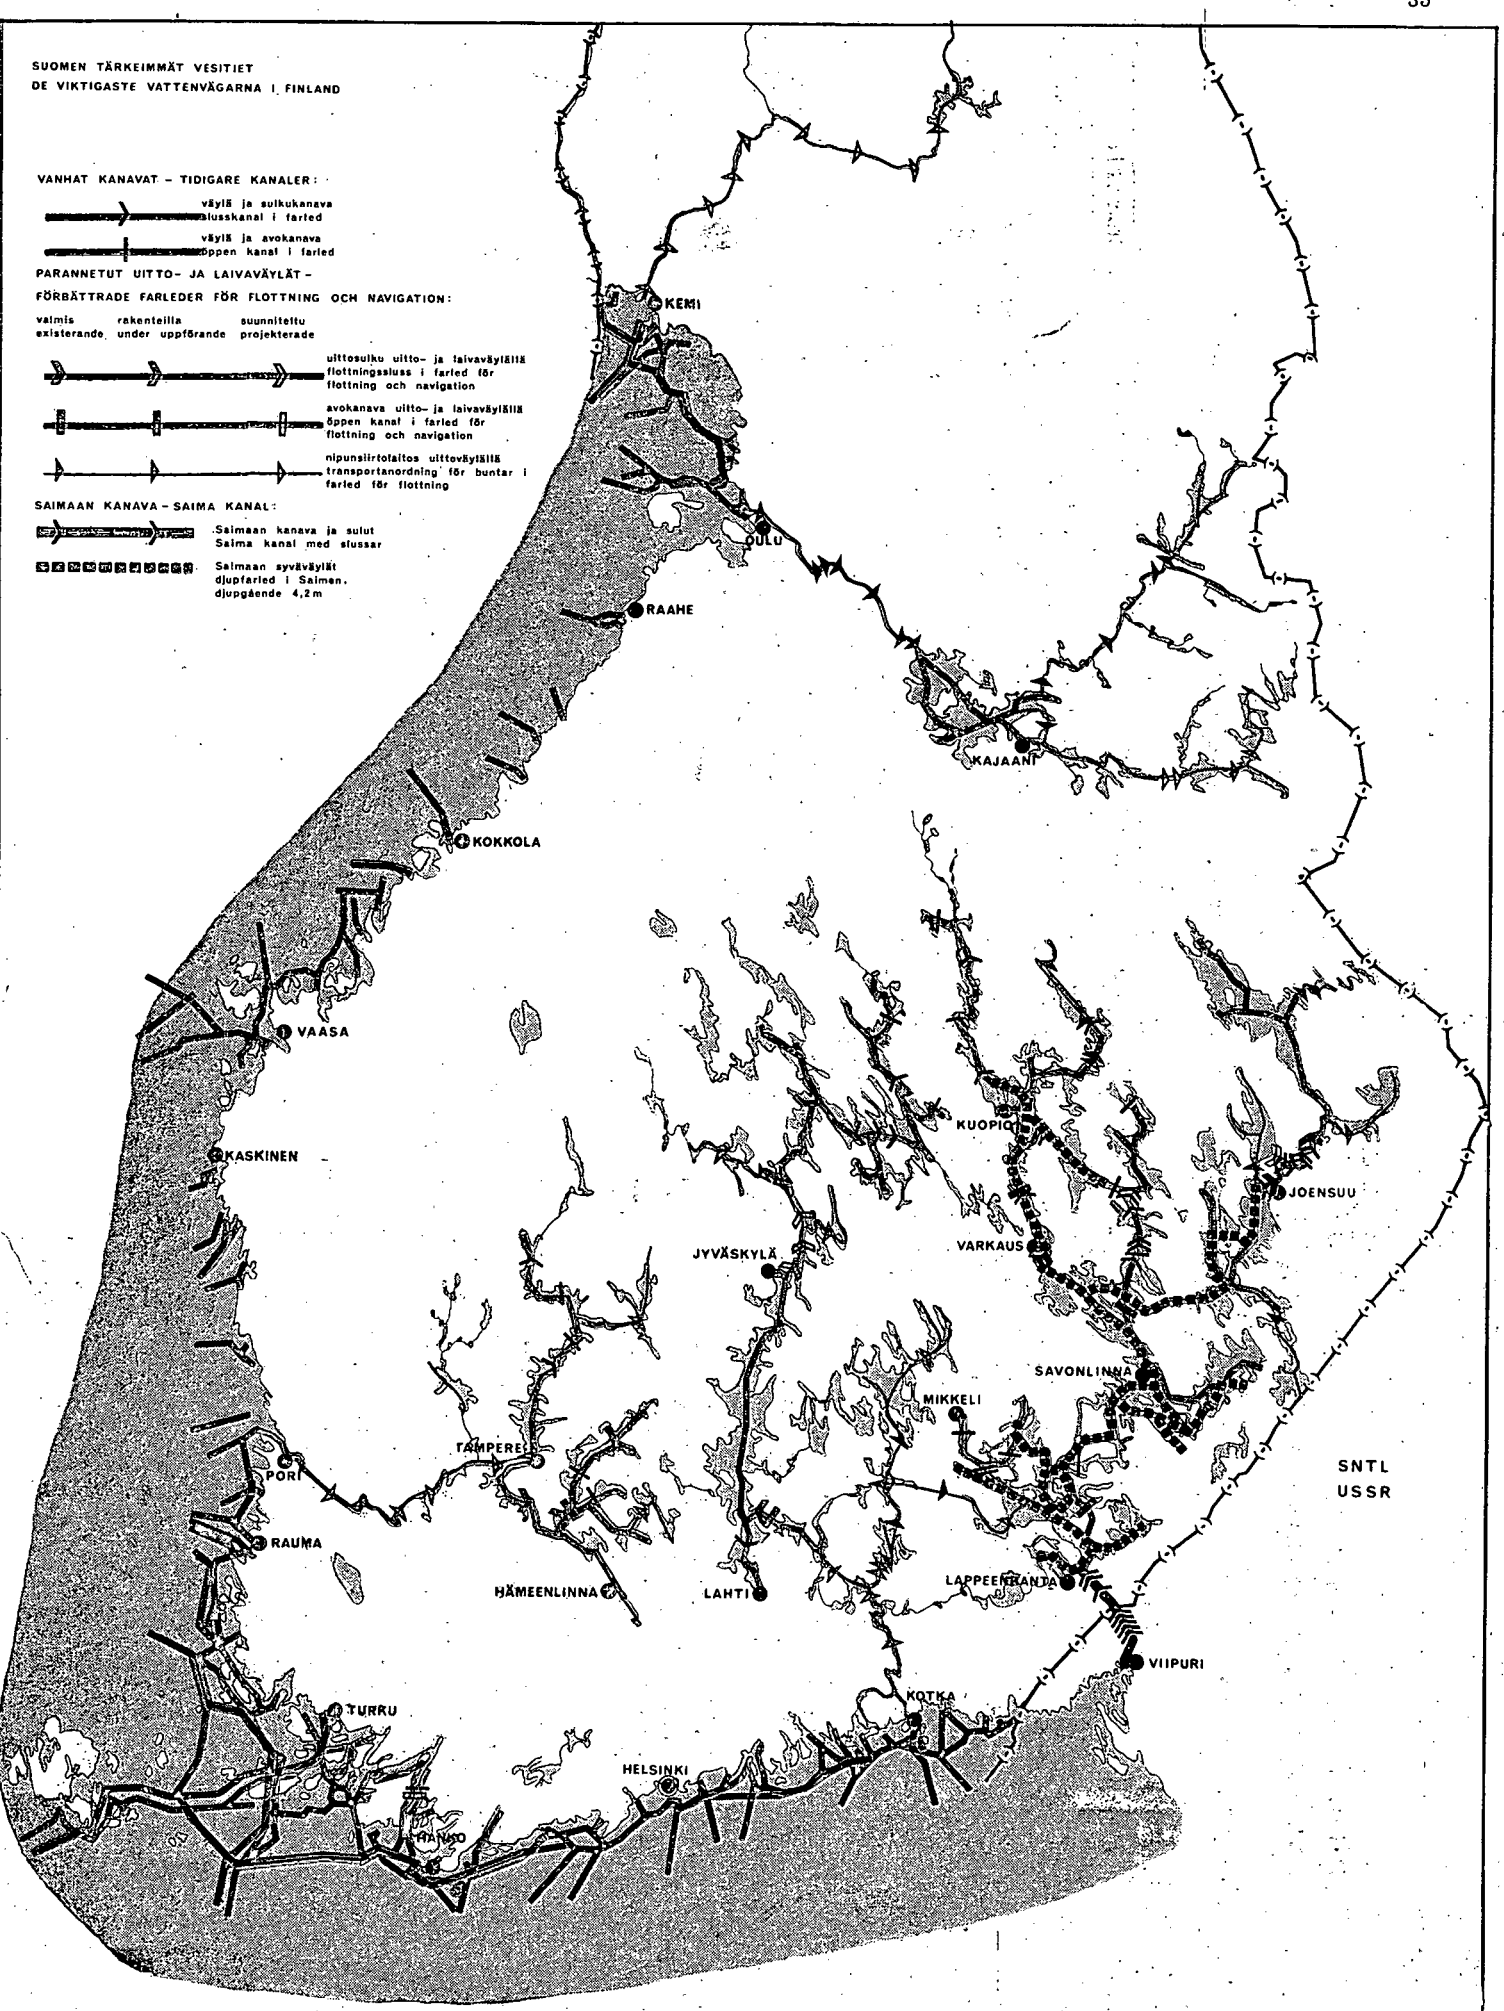 35
SUOMEN TÄRKEIMMÄT VESITIET
DE VIKTIGASTE VATTENVÄGARNA I FINLAND
VANHAT KANAVAT – TIDIGARE KANALER:
väylä ja sulkukanava
slusskanal i farled
väylä ja avokanava
öppen kanal i farled
PARANNETUT UITTO- JA LAIVAVÄYLÄT –
FÖRBÄTTRADE FARLEDER FÖR FLOTTNING OCH NAVIGATION:
valmis rakenteilla suunniteltu
existerande under uppförande projekterade
uittosulku uitto- ja laivaväylällä
flottningssluss i farled för
flottning och navigation
avokanava uitto- ja laivaväylällä
öppen kanal i farled för
flottning och navigation
nipunsiirtolaitos uittoväylällä
transportanordning för buntar i
farled för flottning
SAIMAAN KANAVA – SAIMA KANAL:
Saimaan kanava ja sulut
Saima kanal med slussar
Saimaan syväväylät
djupfarled i Saimen.
djupgående 4,2m
KEMI
OULU
RAAHE
KAJAANI
KOKKOLA
VAASA
KUOPIO
KASKINEN
JOENSUU
VARKAUS
JYVÄSKYLÄ
SAVONLINNA
MIKKELI
TAMPERE
PORI
SNTL
USSR
RAUMA
HÄMEENLINNA
LAHTI
LAPPEENRANTA
VIIPURI
KOTKA
TURKU
HELSINKI
HANKO